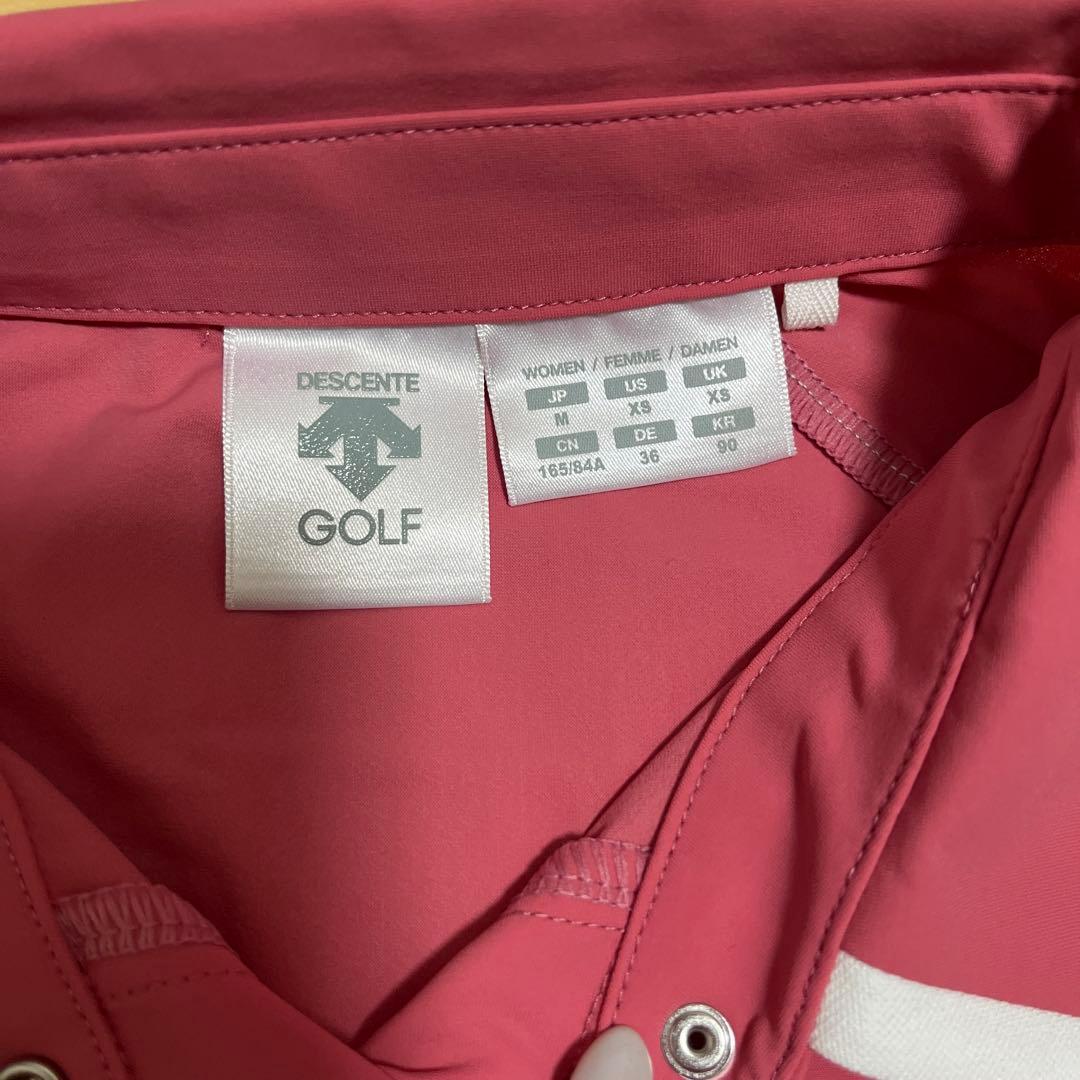 DESCENTE
GOLF
WOMEN / FEMME / DAMEN
JP US UK
M XS XS
CN DE KR
165/84A 36 90